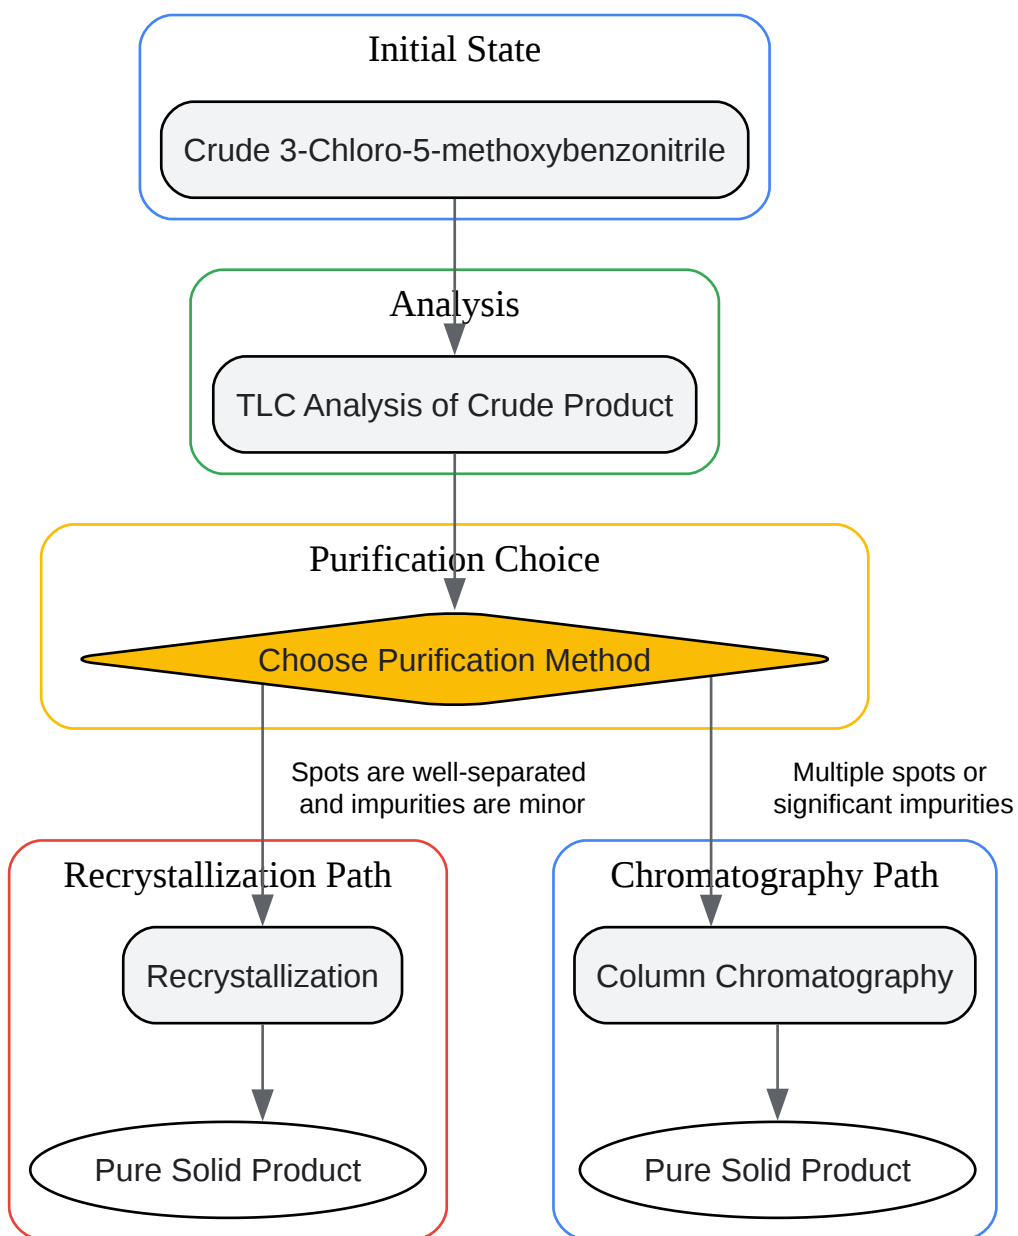 Initial State
Crude 3-Chloro-5-methoxybenzonitrile
Analysis
TLC Analysis of Crude Product
Purification Choice
Choose Purification Method
Spots are well-separated
and impurities are minor
Multiple spots or
significant impurities
Recrystallization Path
Chromatography Path
Recrystallization
Column Chromatography
Pure Solid Product
Pure Solid Product